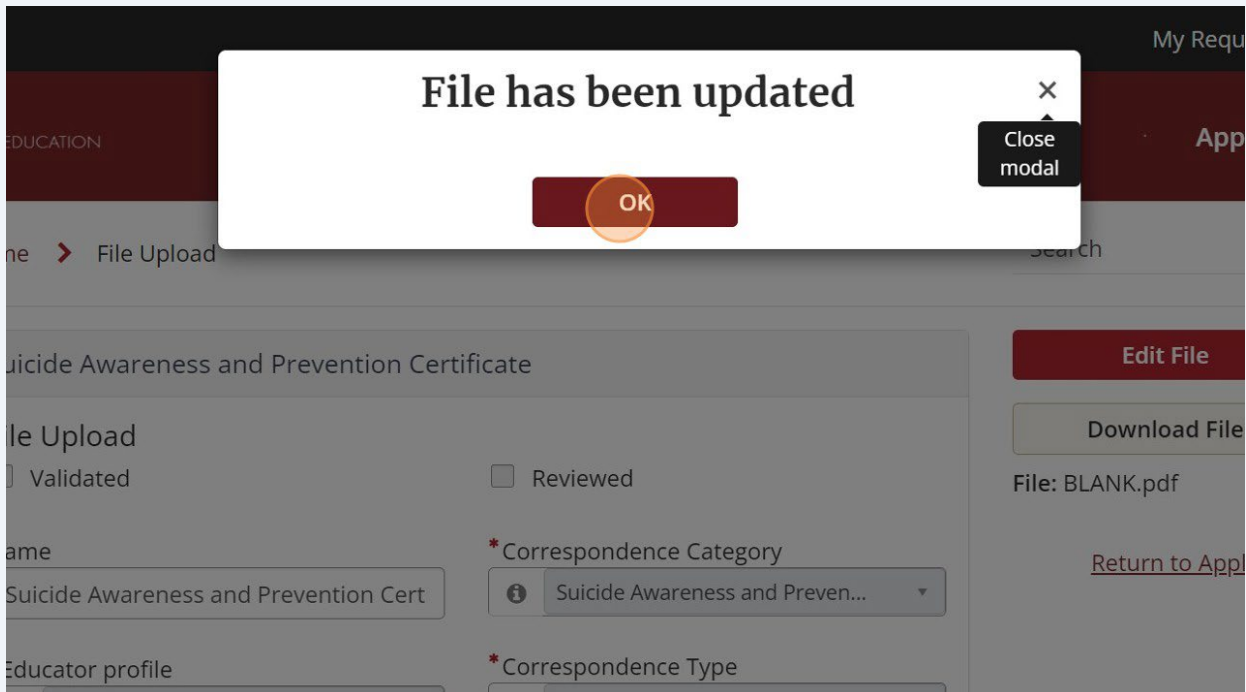 My Requ
File has been updated
×
EDUCATION
Close
modal
App
OK
ne
File Upload
Search
uicide Awareness and Prevention Certificate
Edit File
ile Upload
Download File
Validated
Reviewed
File: BLANK.pdf
ame
*Correspondence Category
Return to Appl
Suicide Awareness and Prevention Cert
Suicide Awareness and Preven...
Educator profile
*Correspondence Type